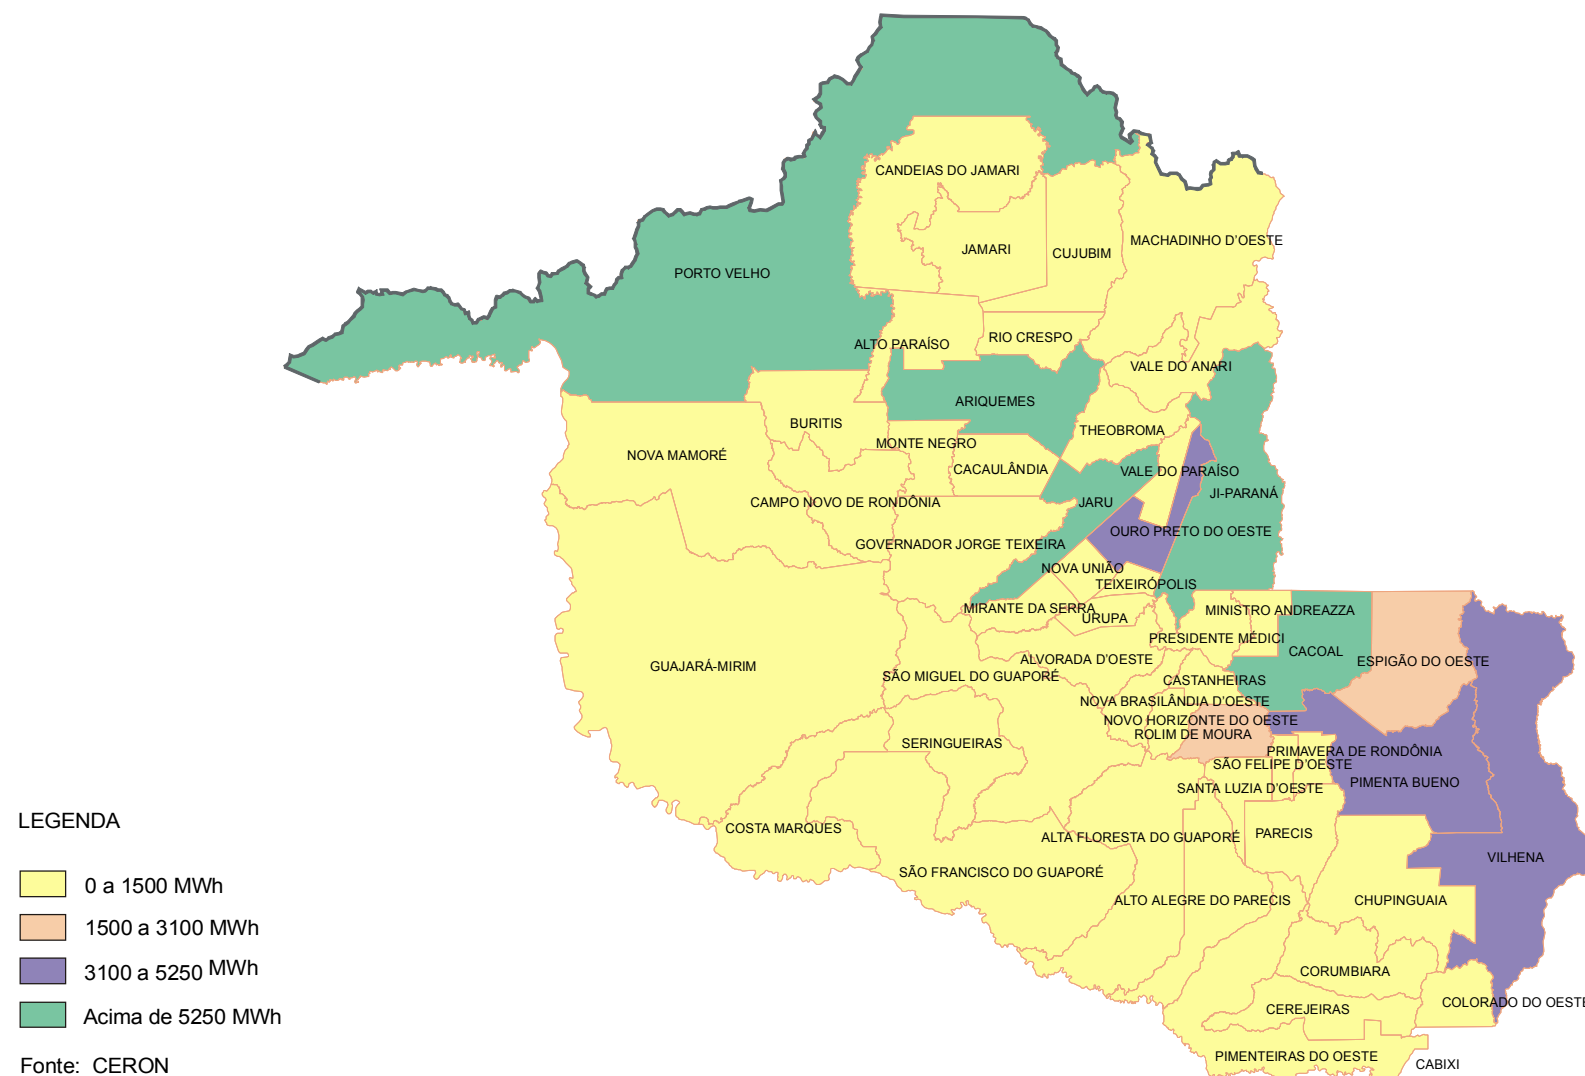 CANDEIAS DO JAMARI
MACHADINHO D'OESTE
JAMARI
CUJUBIM
PORTO VELHO
RIO CRESPO
ALTO PARAÍSO
VALE DO ANARI
ARIQUEMES
BURITIS
THEOBROMA
MONTE NEGRO
NOVA MAMORÉ
CACAULÂNDIA
VALE DO PARAÍSO
JI-PARANÁ
CAMPO NOVO DE RONDÔNIA
JARU
OURO PRETO DO OESTE
GOVERNADOR JORGE TEIXEIRA
NOVA UNIÃO
TEIXEIRÓPOLIS
MIRANTE DA SERRA
MINISTRO ANDREAZZA
URUPA
PRESIDENTE MÉDICI
CACOAL
GUAJARÁ-MIRIM
ALVORADA D'OESTE
ESPIGÃO DO OESTE
SÃO MIGUEL DO GUAPORÉ
CASTANHEIRAS
NOVA BRASILÂNDIA D'OESTE
NOVO HORIZONTE DO OESTE
ROLIM DE MOURA
SERINGUEIRAS
PRIMAVERA DE RONDÔNIA
SÃO FELIPE D'OESTE
PIMENTA BUENO
SANTA LUZIA D'OESTE
COSTA MARQUES
ALTA FLORESTA DO GUAPORÉ
PARECIS
VILHENA
SÃO FRANCISCO DO GUAPORÉ
ALTO ALEGRE DO PARECIS
CHUPINGUAIA
CORUMBIARA
COLORADO DO OESTE
CEREJEIRAS
PIMENTEIRAS DO OESTE
CABIXI
LEGENDA
0 a 1500 MWh
1500 a 3100 MWh
3100 a 5250 MWh
Acima de 5250 MWh
Fonte: CERON